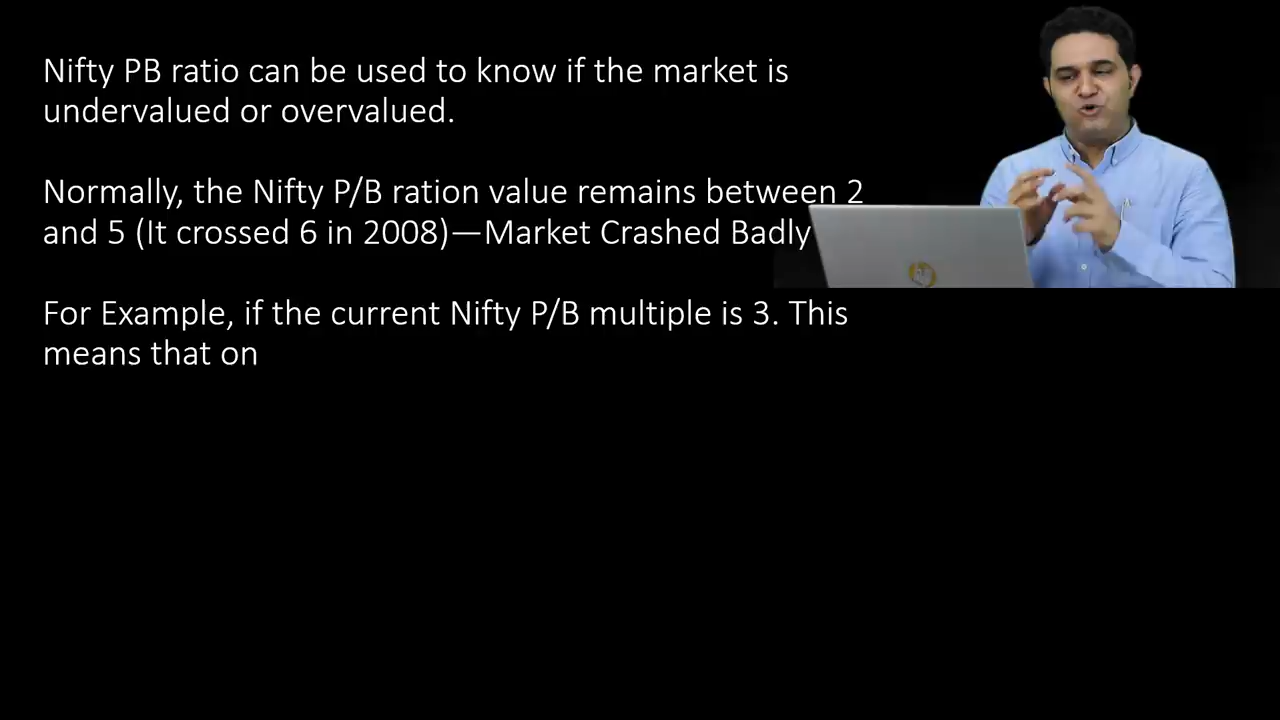 Nifty PB ratio can be used to know if the market is
undervalued or overvalued.
Normally, the Nifty P/B ration value remains between 2
and 5 (It crossed 6 in 2008)—Market Crashed Badly
For Example, if the current Nifty P/B multiple is 3. This
means that on